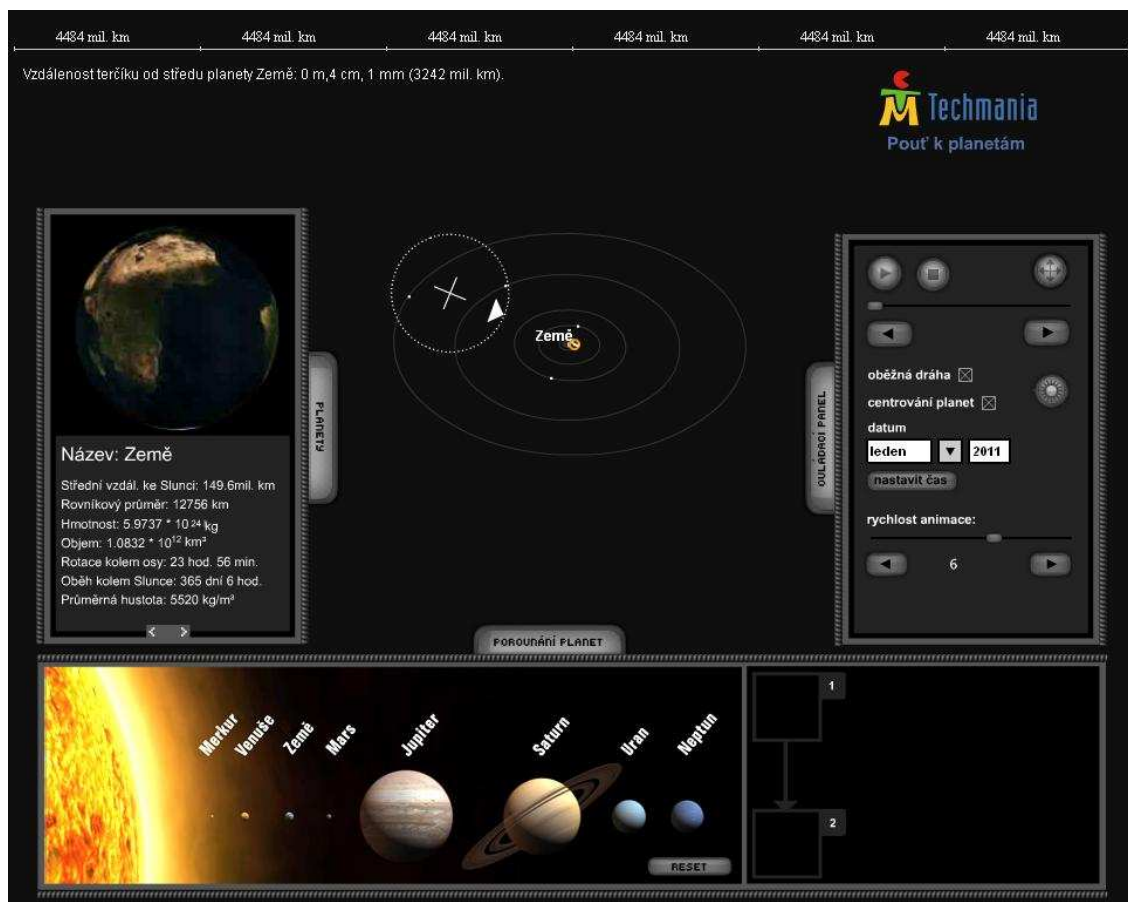 4484 mil. km 4484 mil. km 4484 mil. km 4484 mil. km 4484 mil. km 4484 mil. km
Vzdálenost terčíku od středu planety Země: 0 m,4 cm, 1 mm (3242 mil. km).
Techmania
Pouť k planetám
Země
PLANETY
Název: Země
Střední vzdál. ke Slunci: 149.6mil. km
Rovníkový průměr: 12756 km
Hmotnost: 5.9737 * 10 24 kg
Objem: 1.0832 * 10¹² km³
Rotace kolem osy: 23 hod. 56 min.
Oběh kolem Slunce: 365 dní 6 hod.
Průměrná hustota: 5520 kg/m³
OVLÁDACÍ PANEL
oběžná dráha
centrování planet
datum
leden 2011
nastavit čas
rychlost animace:
6
POROVNÁNÍ PLANET
Merkur Venuše Země Mars Jupiter Saturn Uran Neptun
RESET
1
2